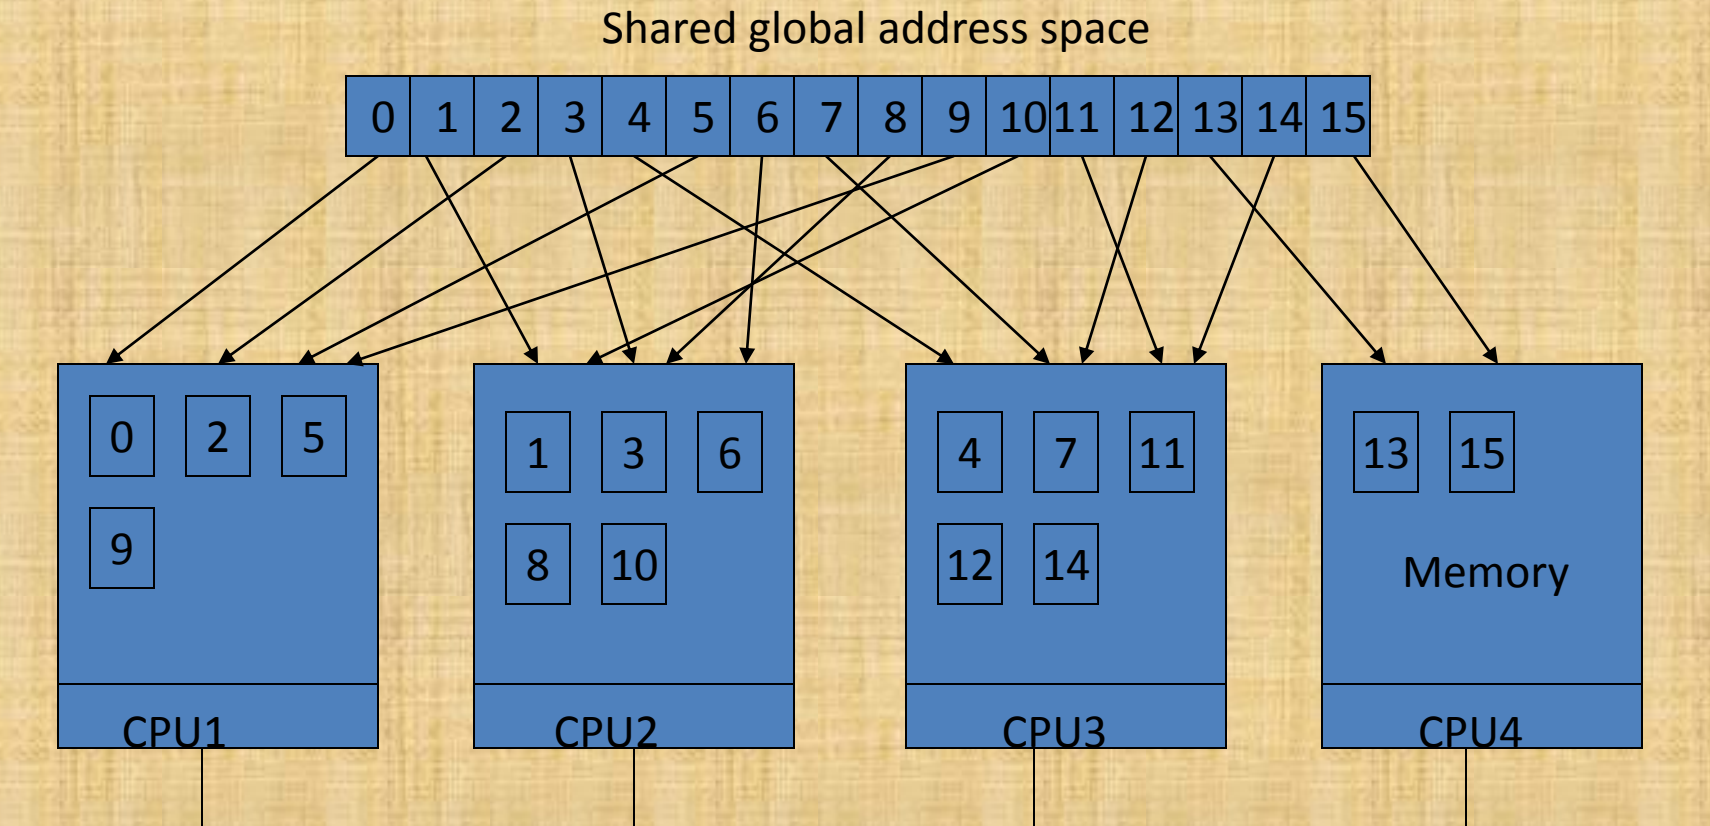 Shared global address space
0 1 2 3 4 5 6 7 8 9 10 11 12 13 14 15
0 2 5
9
1 3 6
8 10
4 7 11
12 14
13 15
Memory
CPU1
CPU2
CPU3
CPU4